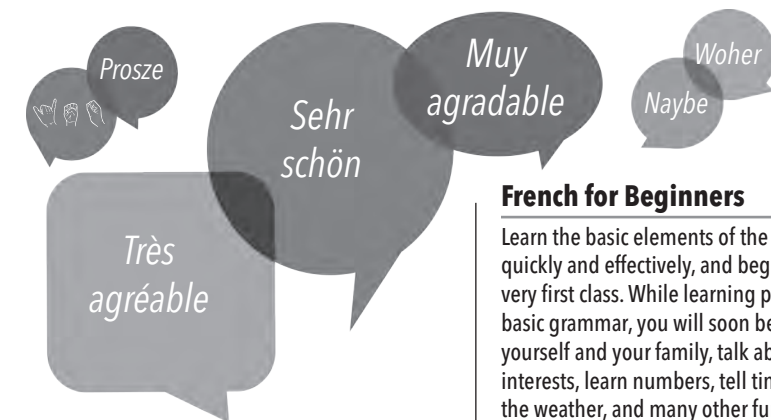 Prosze
Sehr
schön
Muy
agradable
Woher
Naybe
Très
agréable
French for Beginners
Learn the basic elements of the
quickly and effectively, and beg
very first class. While learning p
basic grammar, you will soon be
yourself and your family, talk ab
interests, learn numbers, tell tim
the weather, and many other fu